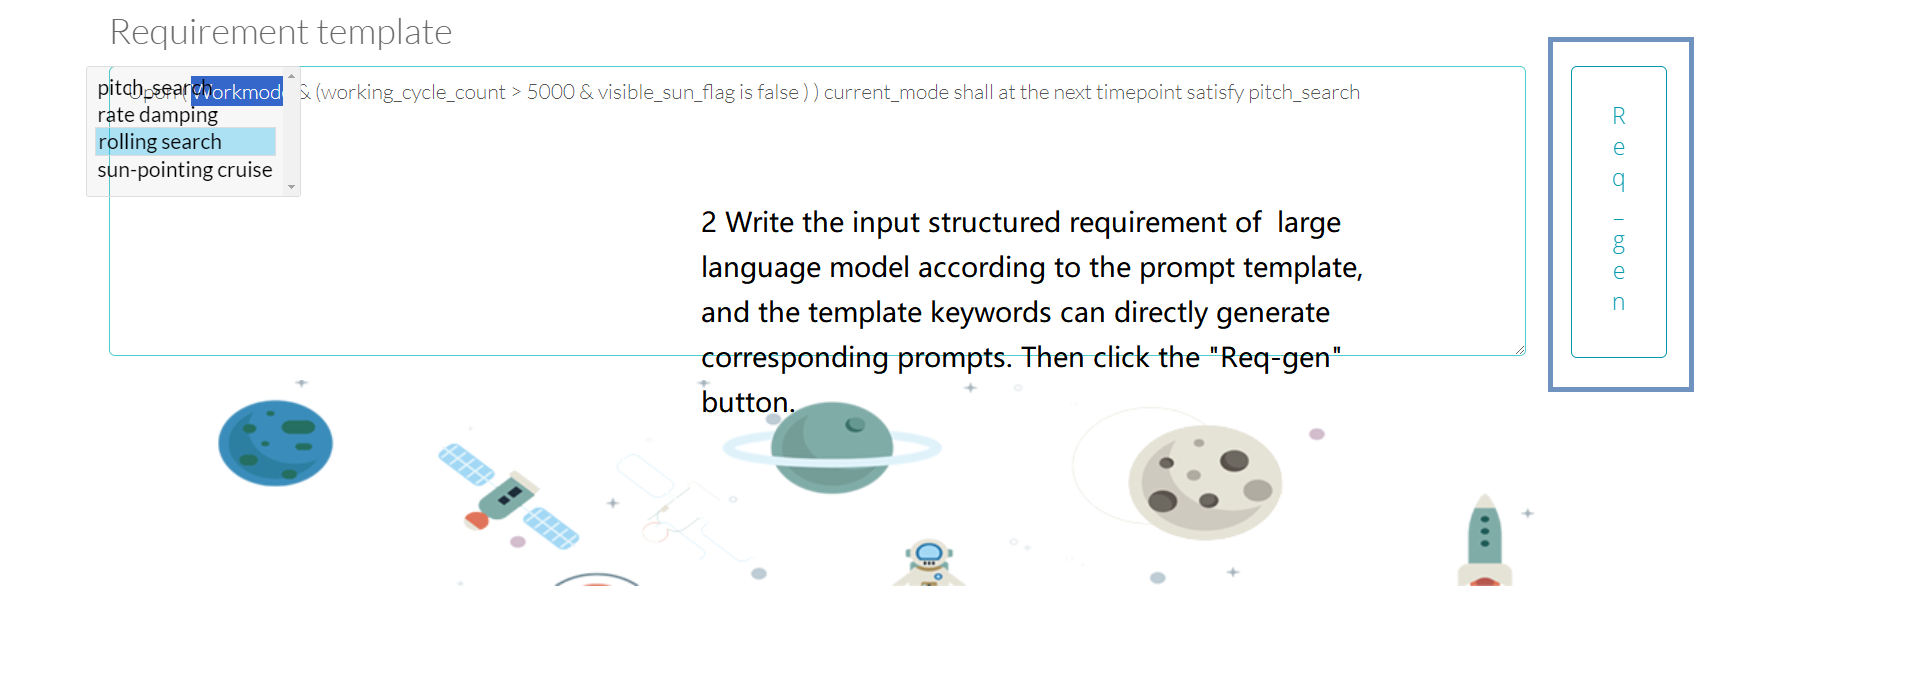 Requirement template
Upon ( Workmode & (working_cycle_count > 5000 & visible_sun_flag is false ) ) current_mode shall at the next timepoint satisfy pitch_search
pitch_search
rate damping
rolling search
sun-pointing cruise
2 Write the input structured requirement of large
language model according to the prompt template,
and the template keywords can directly generate
corresponding prompts. Then click the "Req-gen"
button.
R
e
q
-
g
e
n